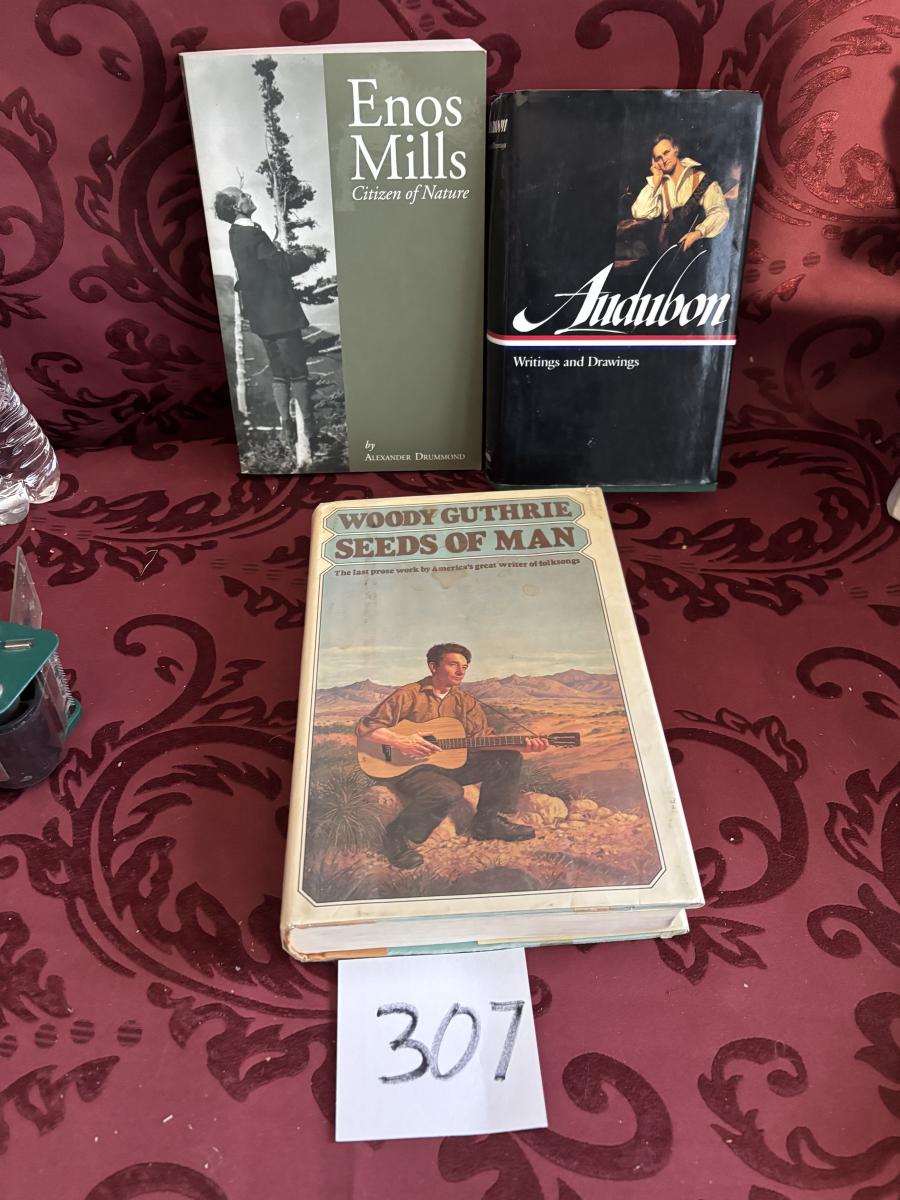 Enos
Mills
Citizen of Nature
by
ALEXANDER DRUMMOND
Audubon
Writings and Drawings
WOODY GUTHRIE
SEEDS OF MAN
The last prose work by America's great writer of folksongs
307